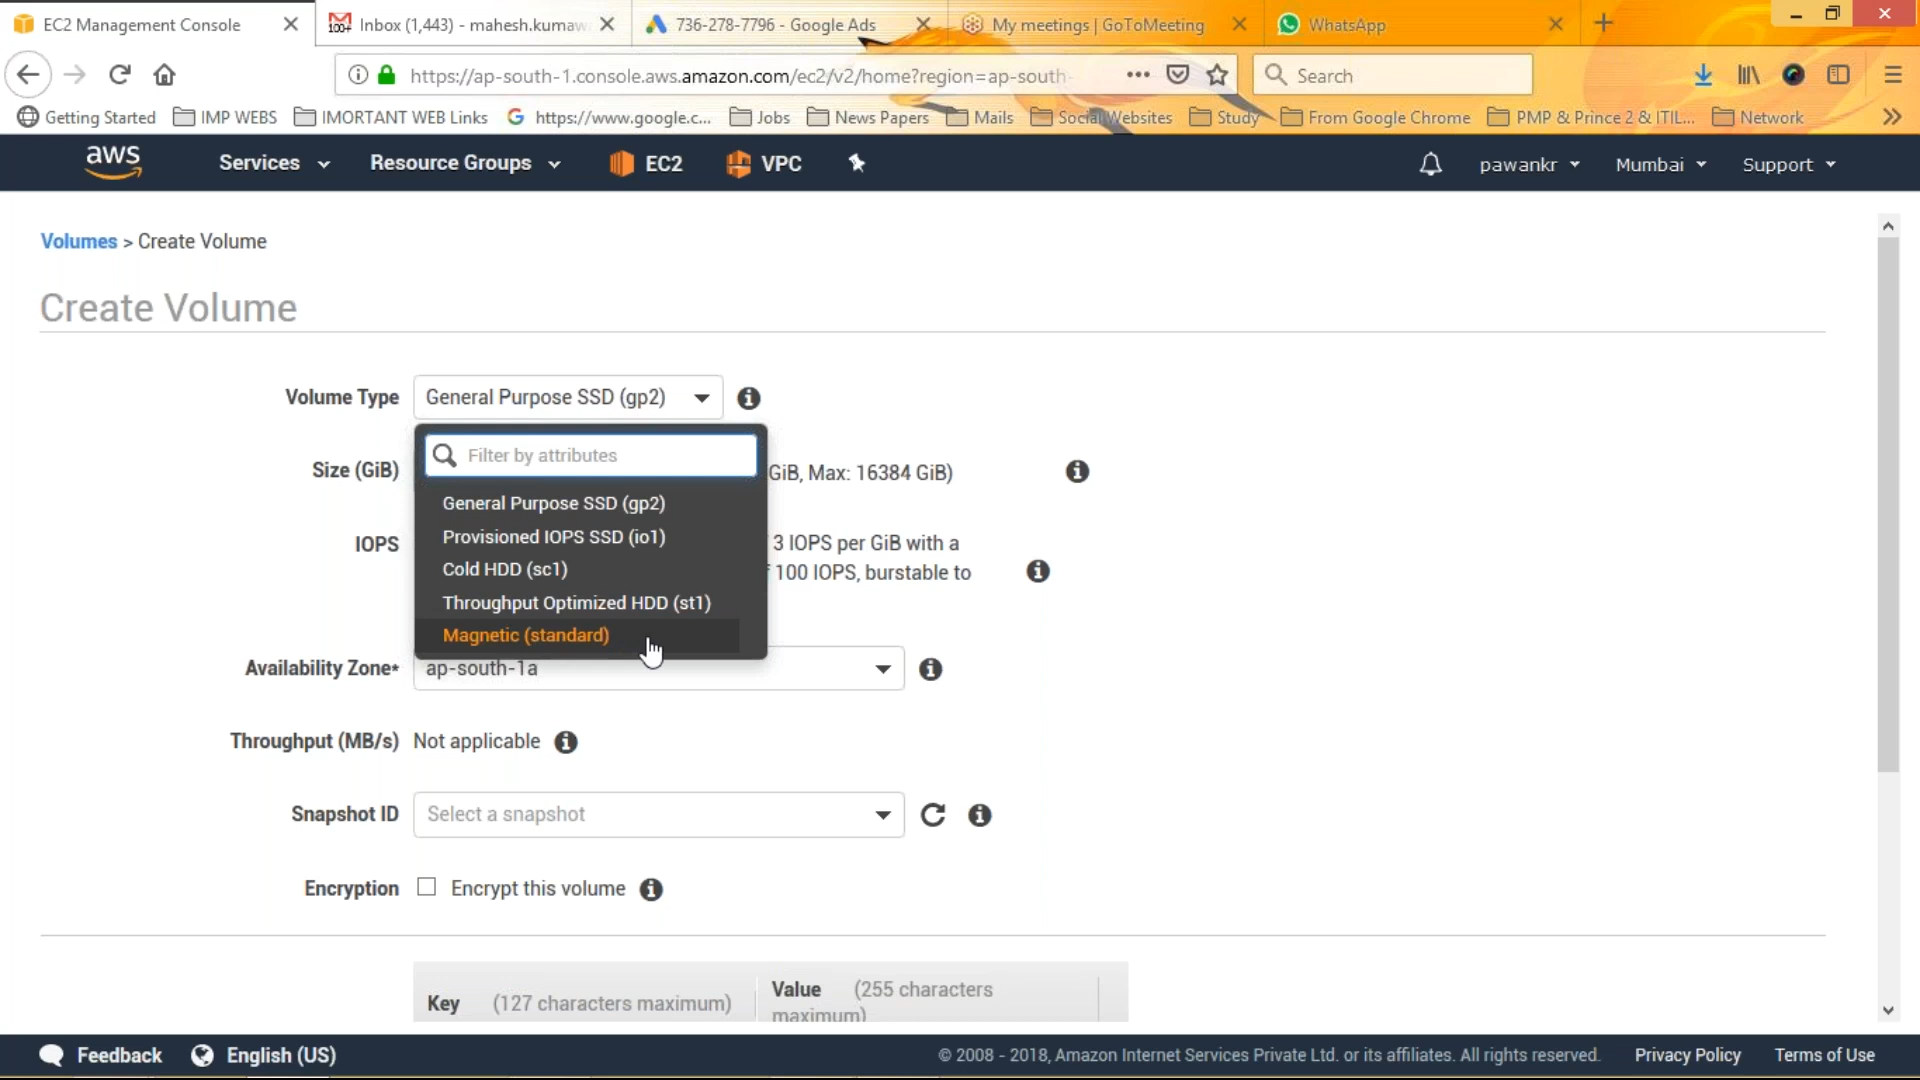 EC2 Management Console
Inbox (1,443) - mahesh.kumaw
736-278-7796 - Google Ads
My meetings | GoToMeeting
WhatsApp
https://ap-south-1.console.aws.amazon.com/ec2/v2/home?region=ap-south-
Search
Getting Started
IMP WEBS
IMORTANT WEB Links
https://www.google.c...
Jobs
News Papers
Mails
Social Websites
Study
From Google Chrome
PMP & Prince 2 & ITIL...
Network
aws
Services
Resource Groups
EC2
VPC
pawankr
Mumbai
Support
Volumes > Create Volume
Create Volume
Volume Type
General Purpose SSD (gp2)
Filter by attributes
General Purpose SSD (gp2)
Provisioned IOPS SSD (io1)
Cold HDD (sc1)
Throughput Optimized HDD (st1)
Magnetic (standard)
Size (GiB)
GiB, Max: 16384 GiB)
IOPS
3 IOPS per GiB with a
100 IOPS, burstable to
Availability Zone*
ap-south-1a
Throughput (MB/s)
Not applicable
Snapshot ID
Select a snapshot
Encryption
Encrypt this volume
Key (127 characters maximum)
Value (255 characters
maximum)
Feedback
English (US)
© 2008 - 2018, Amazon Internet Services Private Ltd. or its affiliates. All rights reserved.
Privacy Policy
Terms of Use